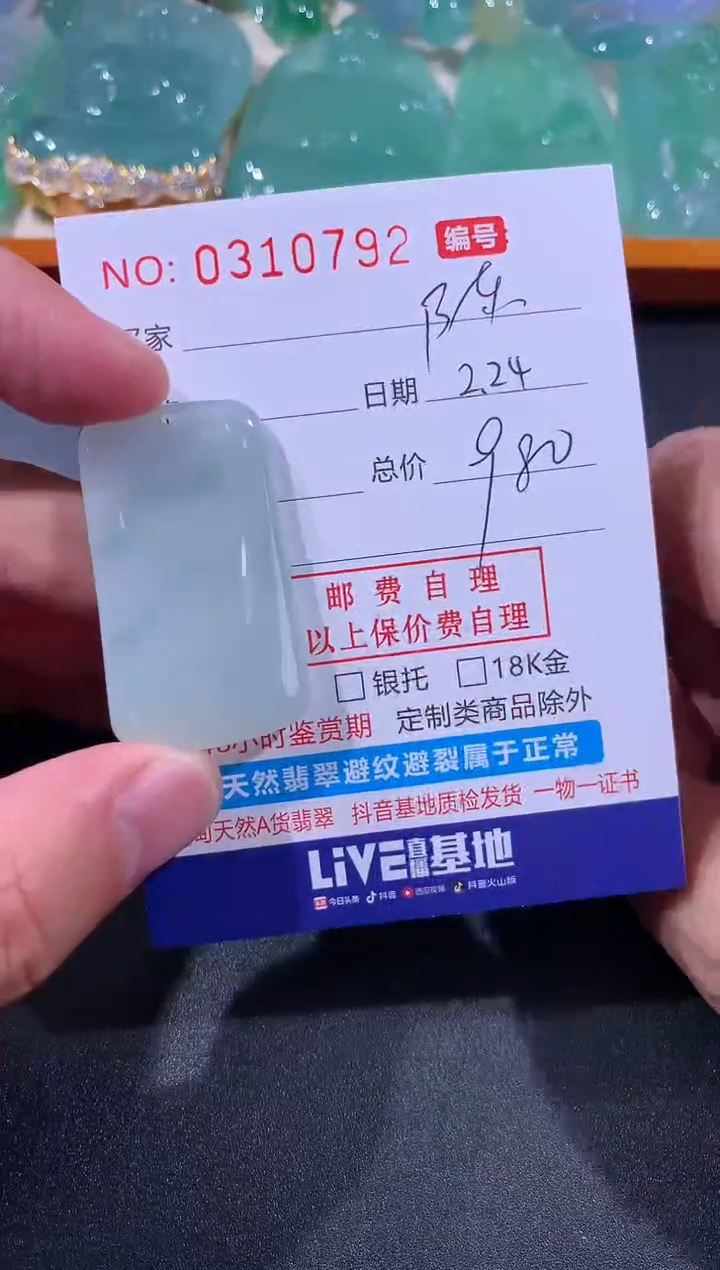 NO: 0310792 编号
家 陈东
日期 2.24
总价 980
邮费自理
以上保价费自理
□银托 □18K金
小时鉴赏期 定制类商品除外
天然翡翠避纹避裂属于正常
甸天然A货翡翠 抖音基地质检发货 一物一证书
LiVE直播基地
今日头条 抖音 西瓜视频 抖音火山版